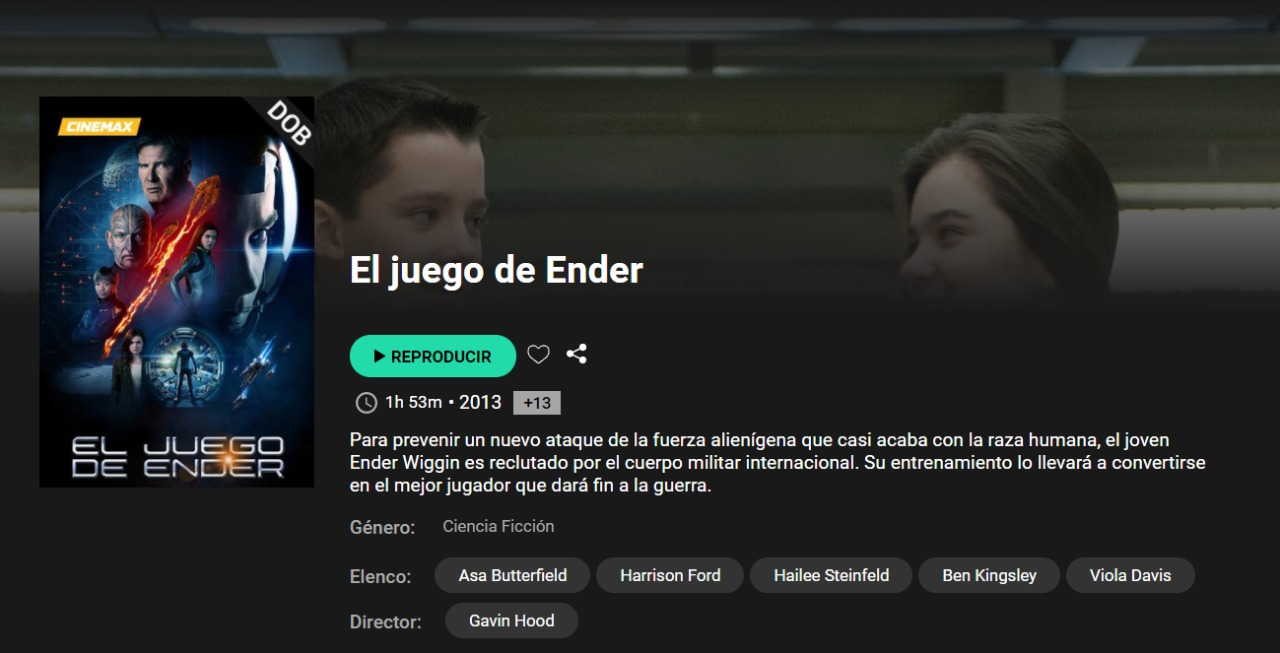 CINEMAX
DOB
EL JUEGO
DE ENDER
El juego de Ender
REPRODUCIR
1h 53m • 2013 +13
Para prevenir un nuevo ataque de la fuerza alienígena que casi acaba con la raza humana, el joven
Ender Wiggin es reclutado por el cuerpo militar internacional. Su entrenamiento lo llevará a convertirse
en el mejor jugador que dará fin a la guerra.
Género: Ciencia Ficción
Elenco: Asa Butterfield Harrison Ford Hailee Steinfeld Ben Kingsley Viola Davis
Director: Gavin Hood